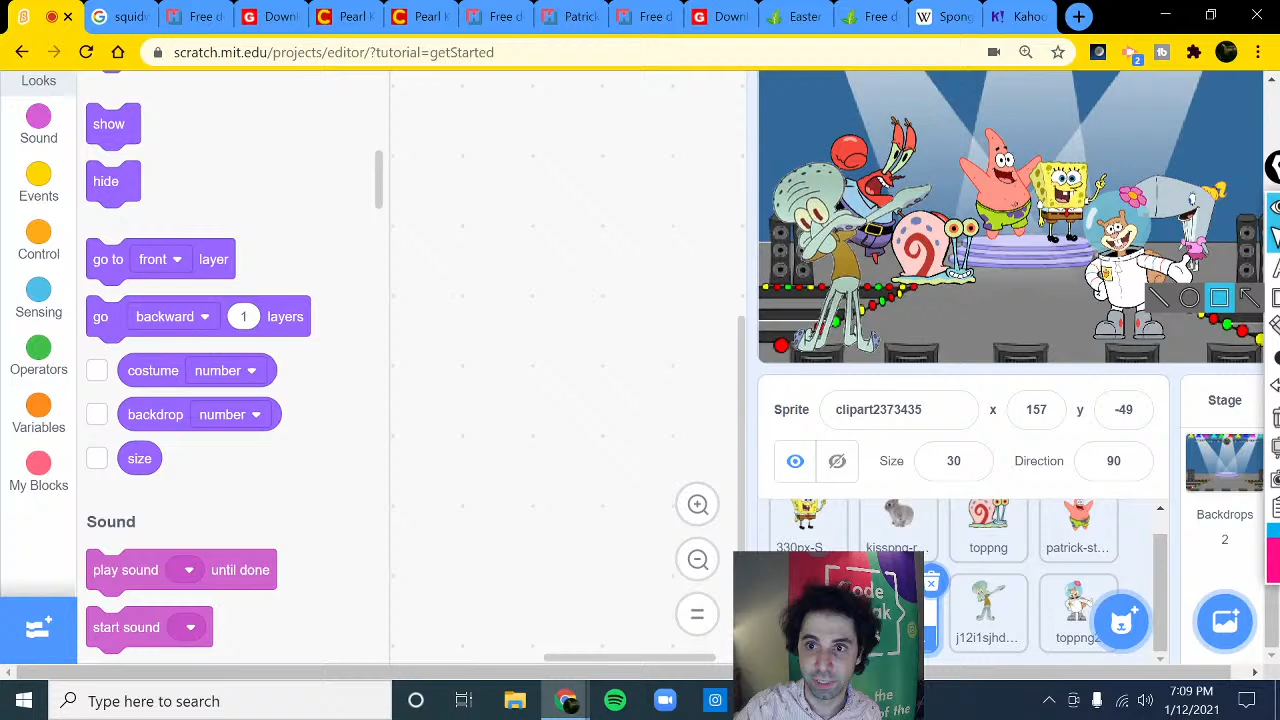 squidw
Free d
Downl
Pearl K
Pearl K
Free d
Patrick
Free d
Downl
Easter
Free d
Spong
Kahoo
scratch.mit.edu/projects/editor/?tutorial=getStarted
2
Looks
Sound
Events
Control
Sensing
Operators
Variables
My Blocks
show
hide
go to front layer
go backward 1 layers
costume number
backdrop number
size
Sound
play sound until done
start sound
Sprite clipart2373435 x 157 y -49
Size 30 Direction 90
330px-S...
kisspng-r...
toppng
patrick-st...
j12i1sjhd...
toppng2
Stage
Backdrops
2
Type here to search
7:09 PM
1/12/2021